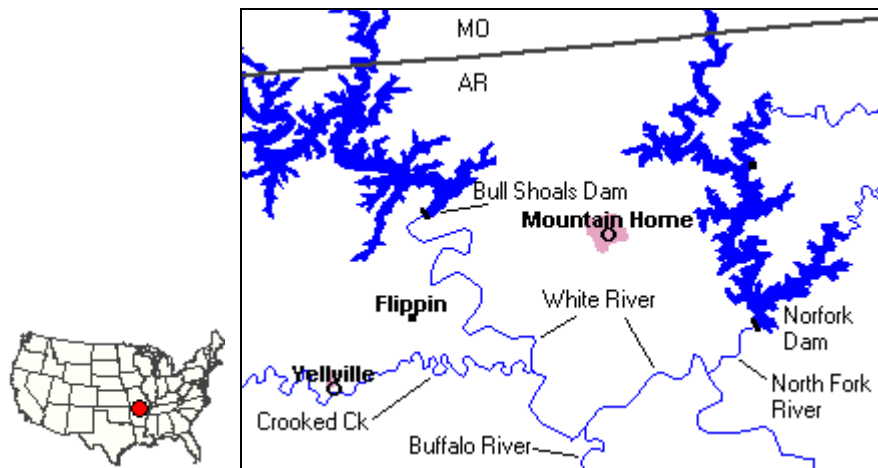 MO
AR
Bull Shoals Dam
Mountain Home
Flippin
White River
Norfork
Dam
Yellville
North Fork
River
Crooked Ck
Buffalo River